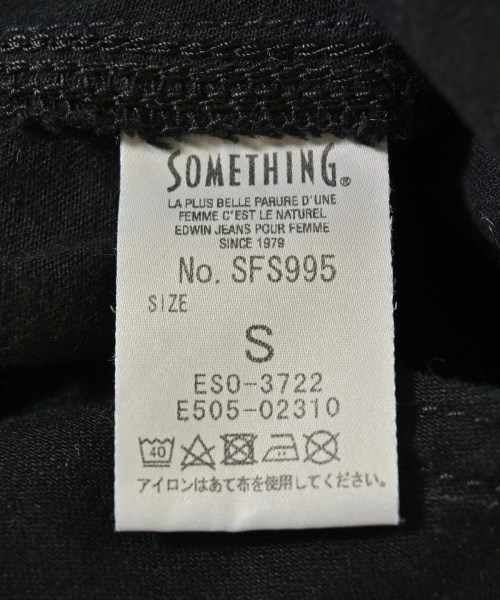 SOMETHING®
LA PLUS BELLE PARURE D'UNE
FEMME C'EST LE NATUREL
EDWIN JEANS POUR FEMME
SINCE 1979
No. SFS995
SIZE
S
ESO-3722
E505-02310
40
アイロンはあて布を使用してください。